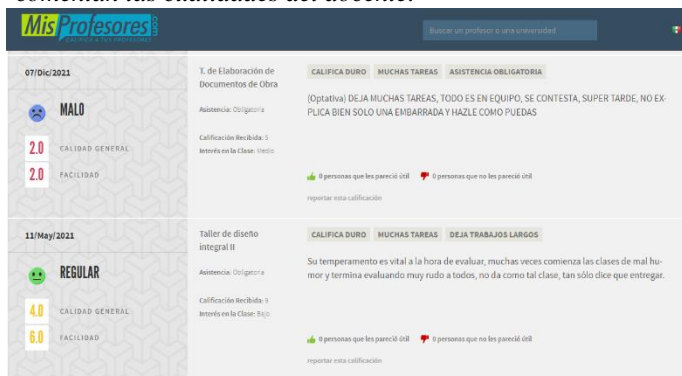 comentan las cualidades del docente.
MisProfesores
CALIFICA A TUS PROFESORES
Buscar un profesor o una universidad
07/Dic/2021
MALO
2.0 CALIDAD GENERAL
2.0 FACILIDAD
T. de Elaboración de
Documentos de Obra
Asistencia: Obligatoria
Calificación Recibida: 5
Interés en la Clase: Medio
CALIFICA DURO MUCHAS TAREAS ASISTENCIA OBLIGATORIA
(Optativa) DEJA MUCHAS TAREAS, TODO ES EN EQUIPO, SE CONTESTA, SUPER TARDE, NO EX-
PLICA BIEN SOLO UNA EMBARRADA Y HAZLE COMO PUEDAS
0 personas que les pareció útil 0 personas que no les pareció útil
reportar esta calificación
11/May/2021
REGULAR
4.0 CALIDAD GENERAL
6.0 FACILIDAD
Taller de diseño
integral II
Asistencia: Obligatoria
Calificación Recibida: 9
Interés en la Clase: Bajo
CALIFICA DURO MUCHAS TAREAS DEJA TRABAJOS LARGOS
Su temperamento es vital a la hora de evaluar, muchas veces comienza las clases de mal hu-
mor y termina evaluando muy rudo a todos, no da como tal clase, tan sólo dice que entregar.
0 personas que les pareció útil 0 personas que no les pareció útil
reportar esta calificación